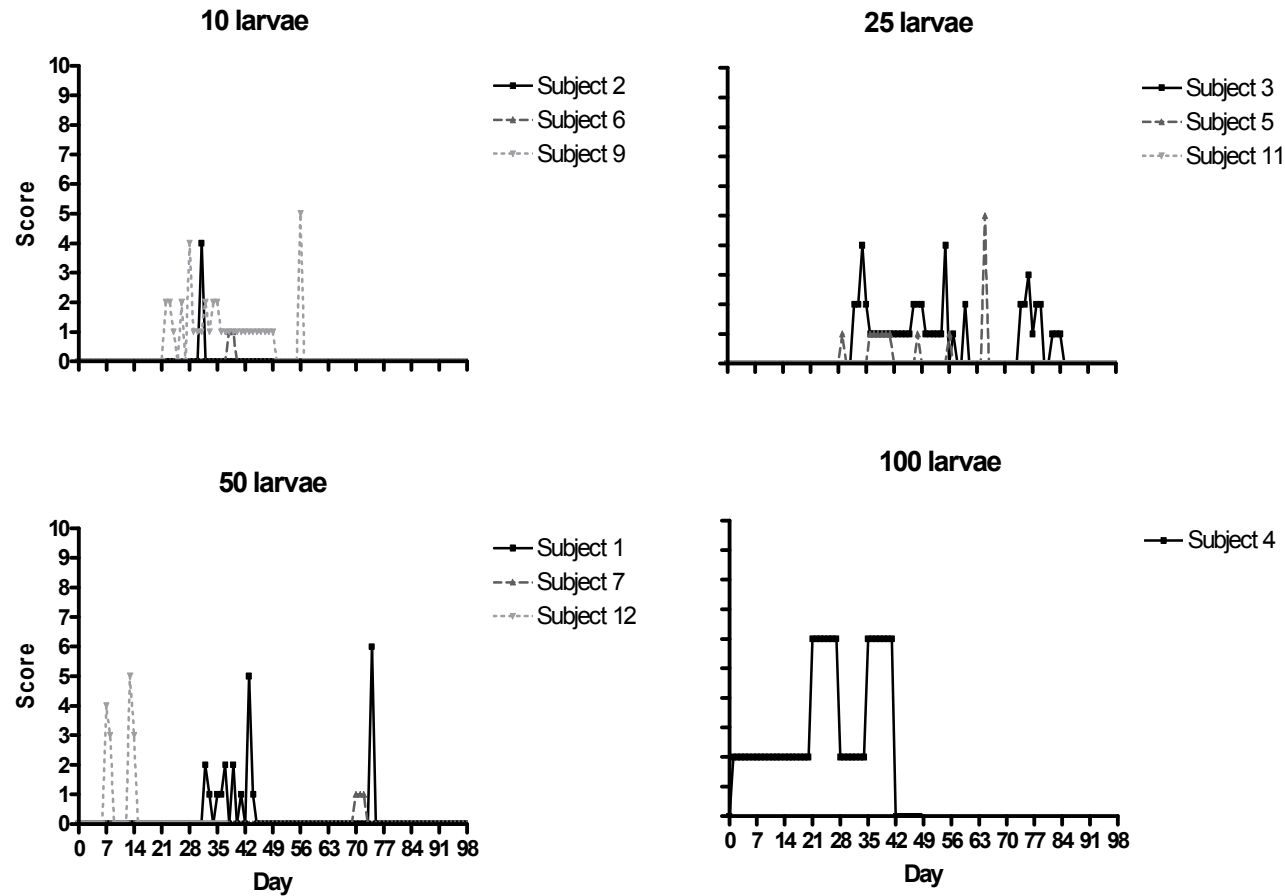 10 larvae
10
9
8
7
6
5
4
3
2
1
0
Score
Subject 2
Subject 6
Subject 9
25 larvae
Subject 3
Subject 5
Subject 11
50 larvae
10
9
8
7
6
5
4
3
2
1
0
Score
0 7 14 21 28 35 42 49 56 63 70 77 84 91 98
Day
Subject 1
Subject 7
Subject 12
100 larvae
Subject 4
0 7 14 21 28 35 42 49 56 63 70 77 84 91 98
Day